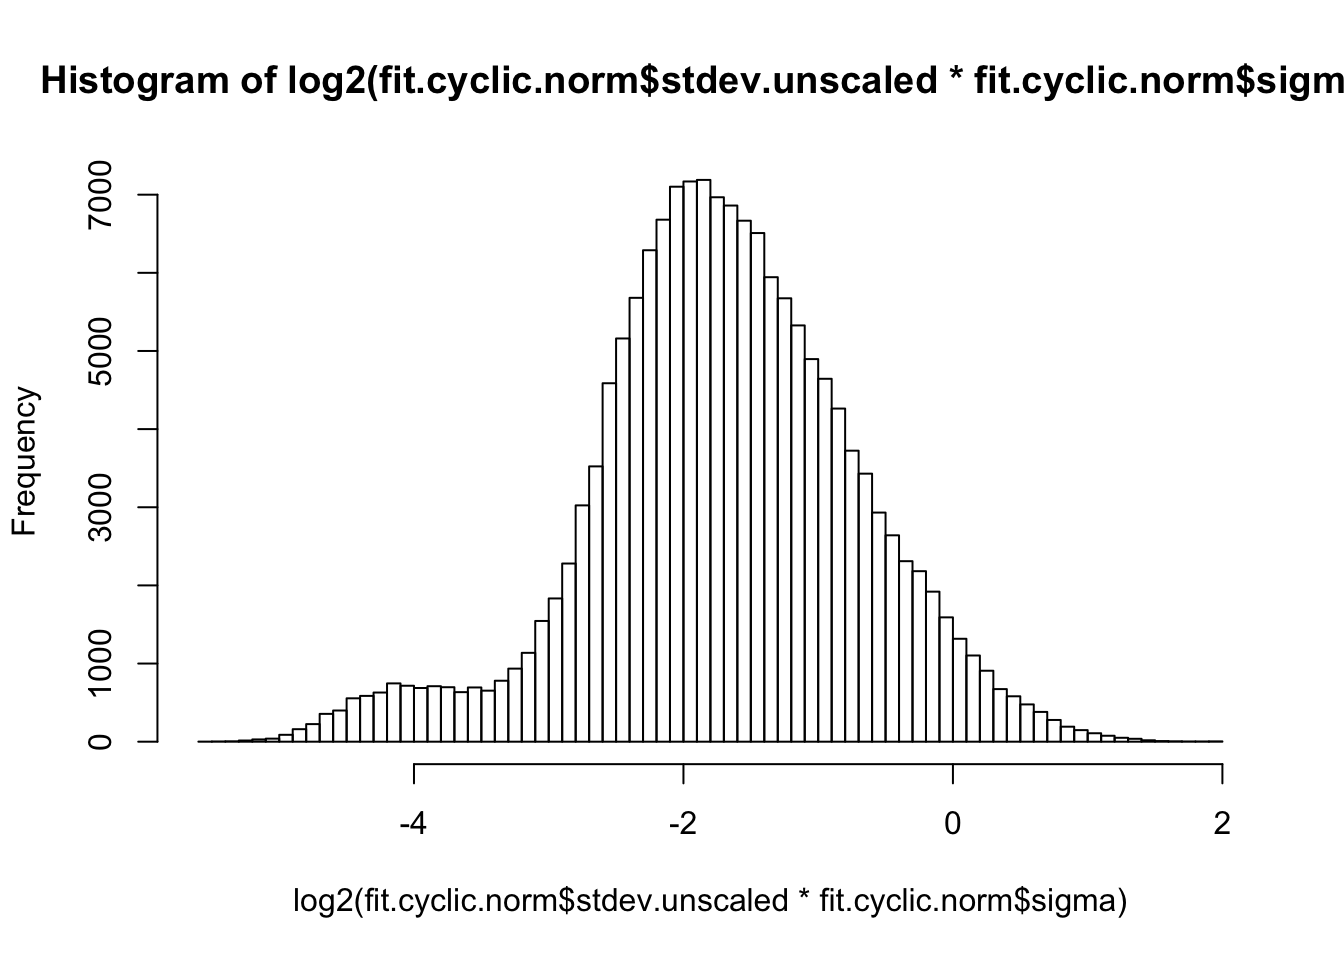 Histogram of log2(fit.cyclic.norm$stdev.unscaled * fit.cyclic.norm$sigm
7000
5000
3000
1000
0
Frequency
-4 -2 0 2
log2(fit.cyclic.norm$stdev.unscaled * fit.cyclic.norm$sigma)